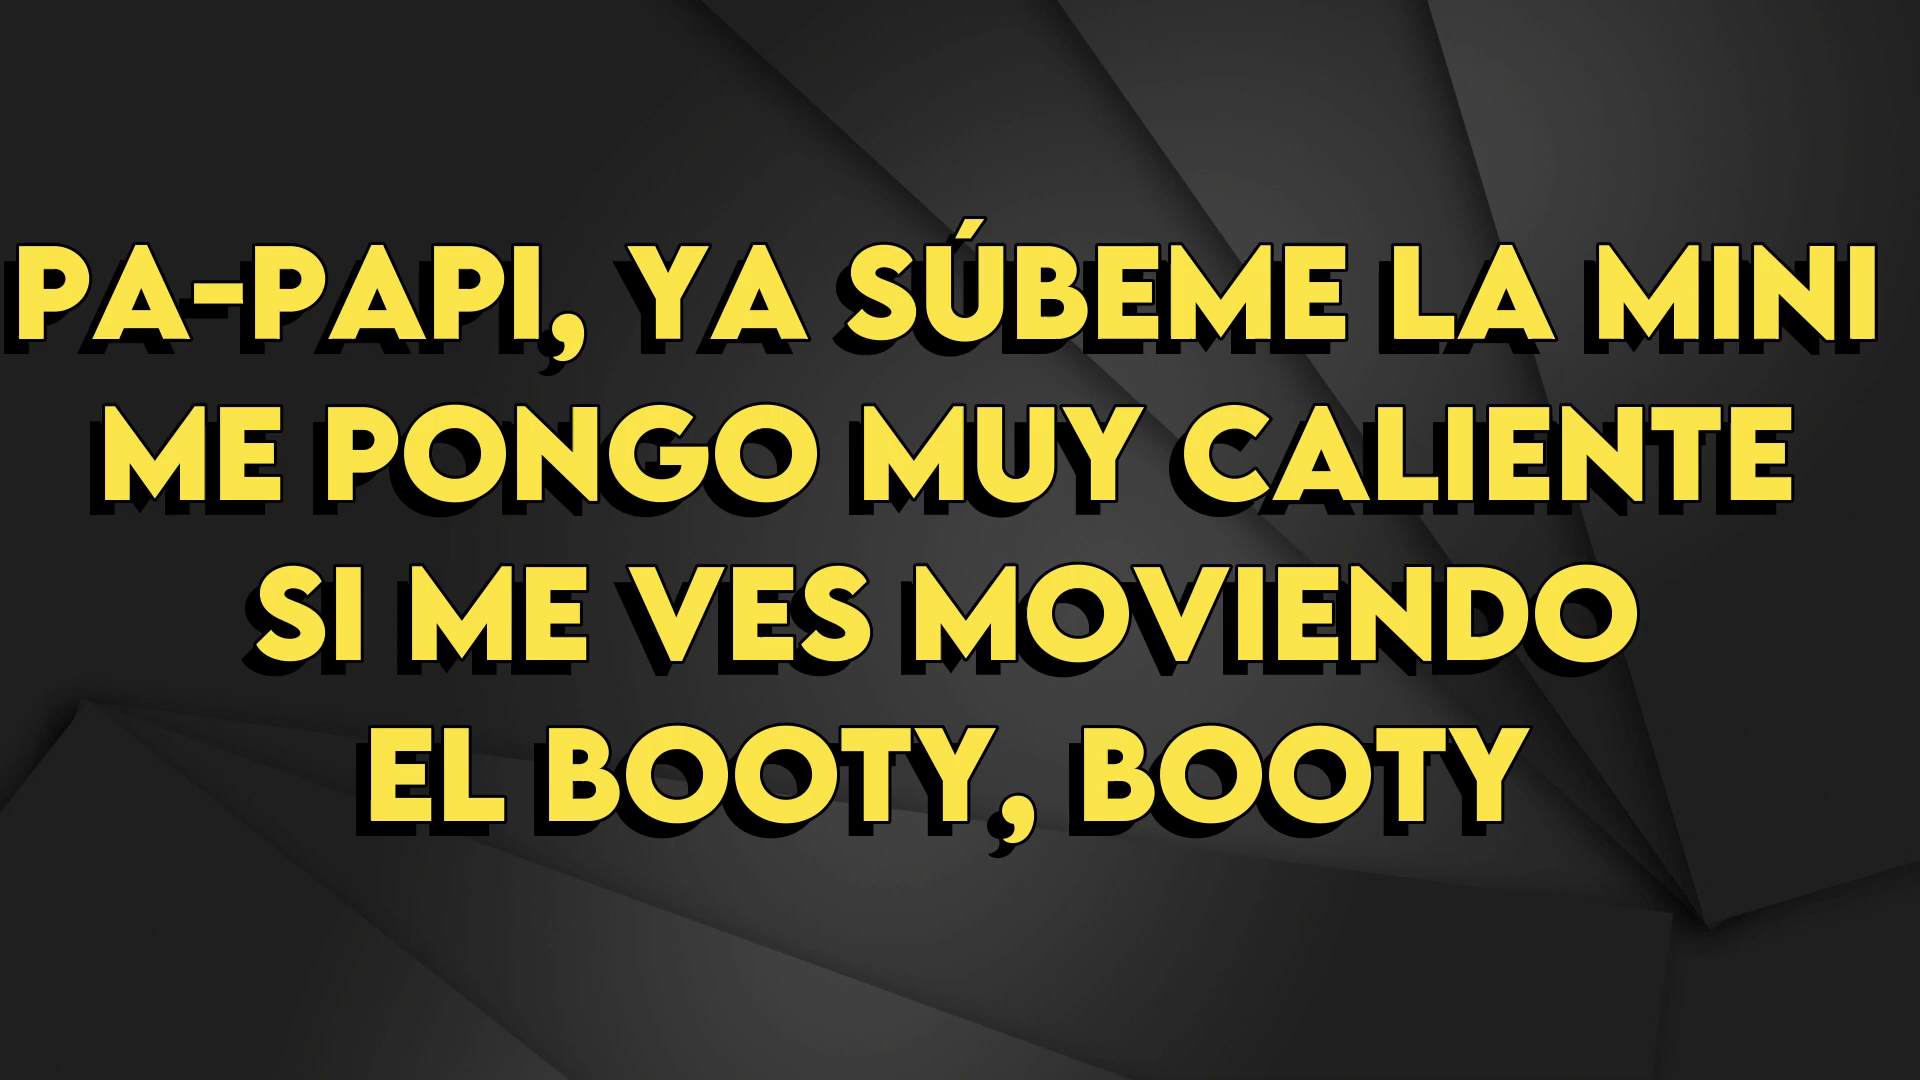 PA-PAPI, YA SÚBEME LA MINI
ME PONGO MUY CALIENTE
SI ME VES MOVIENDO
EL BOOTY, BOOTY